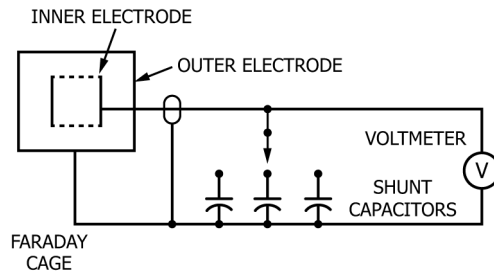 INNER ELECTRODE
OUTER ELECTRODE
VOLTMETER
V
SHUNT
CAPACITORS
FARADAY
CAGE